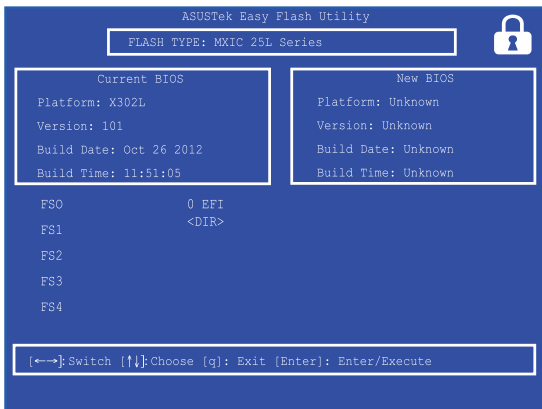 ASUSTek Easy Flash Utility
FLASH TYPE: MXIC 25L Series
Current BIOS
Platform: X302L
Version: 101
Build Date: Oct 26 2012
Build Time: 11:51:05
New BIOS
Platform: Unknown
Version: Unknown
Build Date: Unknown
Build Time: Unknown
FS0 0 EFI
FS1 <DIR>
FS2
FS3
FS4
[←→]: Switch [↑↓]: Choose [q]: Exit [Enter]: Enter/Execute